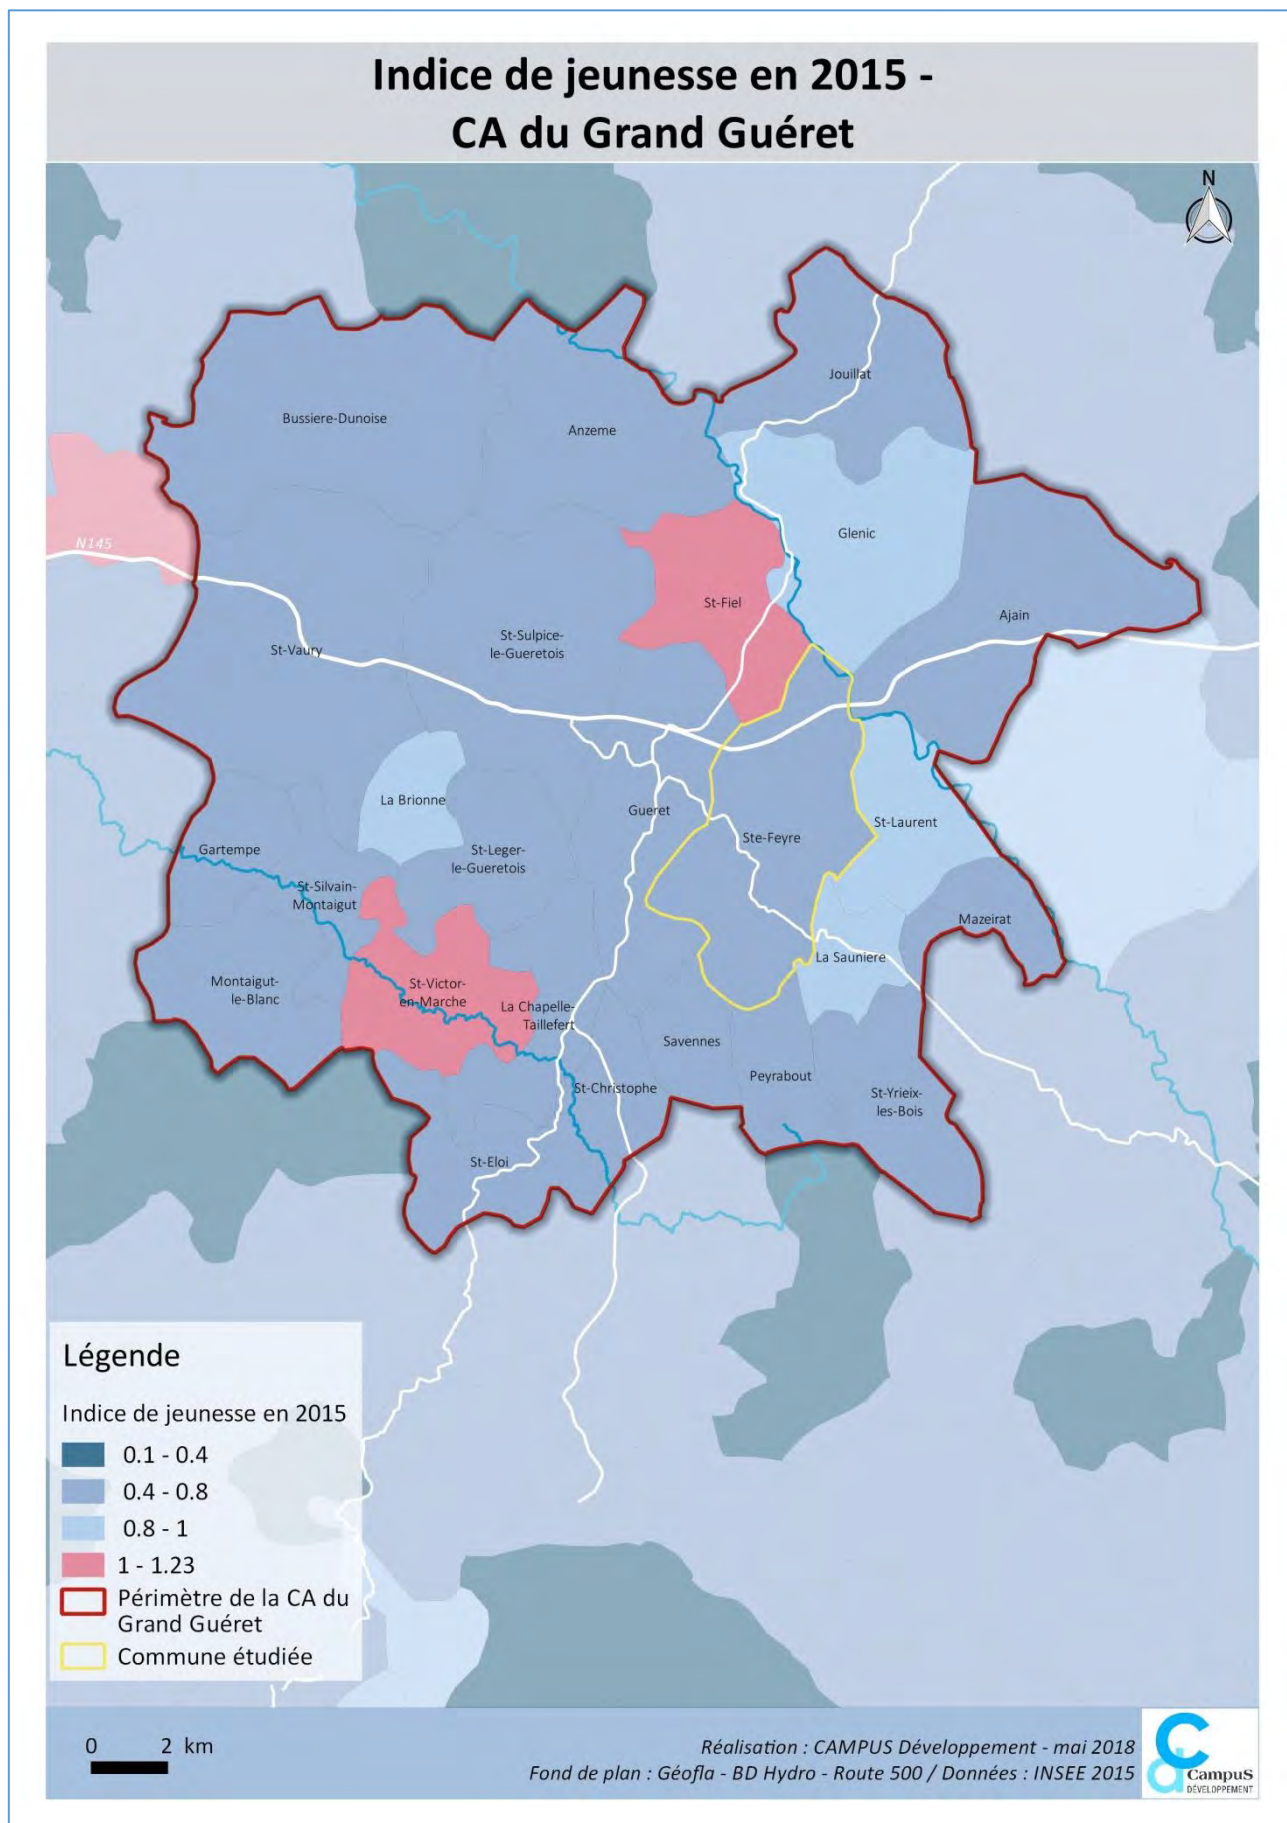 Indice de jeunesse en 2015 -
CA du Grand Guéret
N
Jouillat
Bussiere-Dunoise
Anzeme
Glenic
N145
St-Fiel
Ajain
St-Sulpice-
le-Gueretois
St-Vaury
La Brionne
Gueret
St-Laurent
Ste-Feyre
Gartempe
St-Leger-
le-Gueretois
St-Silvain-
Montaigut
Mazeirat
La Sauniere
Montaigut-
le-Blanc
St-Victor-
en-Marche
La Chapelle-
Taillefert
Savennes
Peyrabout
St-Christophe
St-Yrieix-
les-Bois
St-Eloi
Légende
Indice de jeunesse en 2015
0.1 - 0.4
0.4 - 0.8
0.8 - 1
1 - 1.23
Périmètre de la CA du
Grand Guéret
Commune étudiée
0 2 km
Réalisation : CAMPUS Développement - mai 2018
Fond de plan : Géofla - BD Hydro - Route 500 / Données : INSEE 2015
Campus
DÉVELOPPEMENT